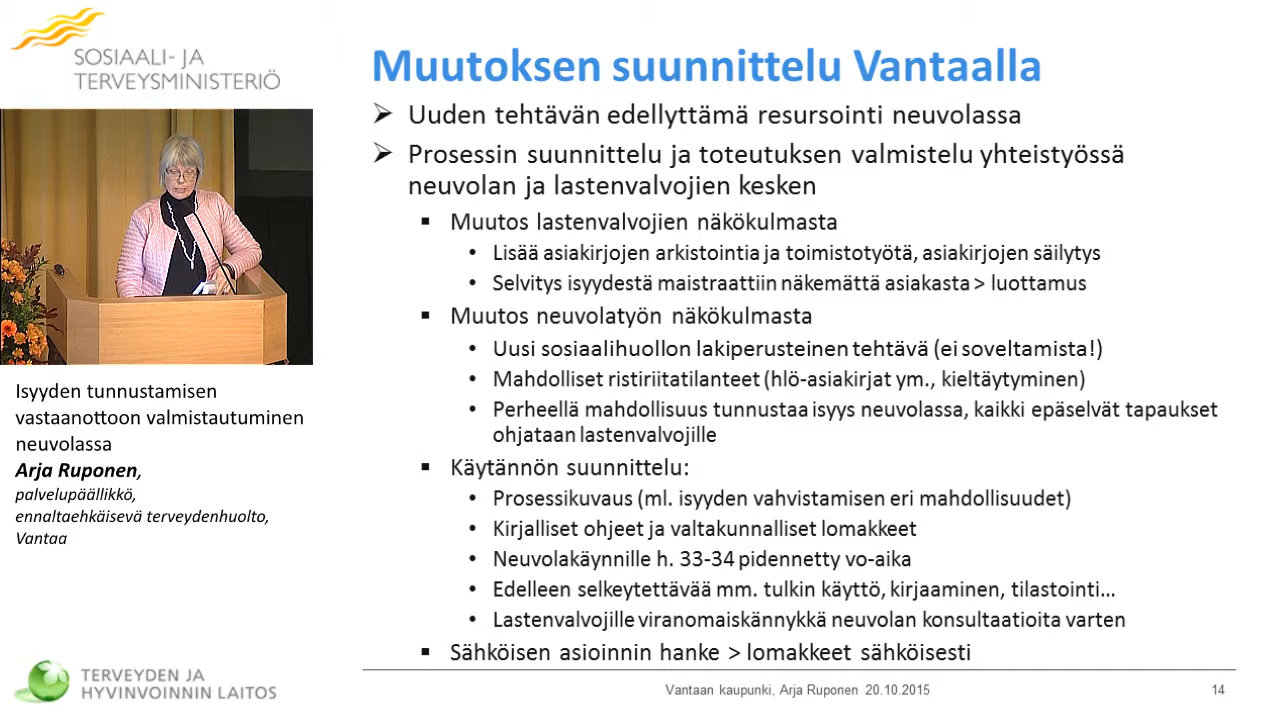 SOSIAALI- JA
TERVEYSMINISTERIÖ
Isyyden tunnustamisen
vastaanottoon valmistautuminen
neuvolassa
Arja Ruponen,
palvelupäällikkö,
ennaltaehkäisevä terveydenhuolto,
Vantaa
TERVEYDEN JA
HYVINVOINNIN LAITOS
Muutoksen suunnittelu Vantaalla
➢ Uuden tehtävän edellyttämä resursointi neuvolassa
➢ Prosessin suunnittelu ja toteutuksen valmistelu yhteistyössä
neuvolan ja lastenvalvojien kesken
▪ Muutos lastenvalvojien näkökulmasta
• Lisää asiakirjojen arkistointia ja toimistotyötä, asiakirjojen säilytys
• Selvitys isyydestä maistraattiin näkemättä asiakasta > luottamus
▪ Muutos neuvolatyön näkökulmasta
• Uusi sosiaalihuollon lakiperusteinen tehtävä (ei soveltamista!)
• Mahdolliset ristiriitatilanteet (hlö-asiakirjat ym., kieltäytyminen)
• Perheellä mahdollisuus tunnustaa isyys neuvolassa, kaikki epäselvät tapaukset
ohjataan lastenvalvojille
▪ Käytännön suunnittelu:
• Prosessikuvaus (ml. isyyden vahvistamisen eri mahdollisuudet)
• Kirjalliset ohjeet ja valtakunnalliset lomakkeet
• Neuvolakäynnille h. 33-34 pidennetty vo-aika
• Edelleen selkeytettävää mm. tulkin käyttö, kirjaaminen, tilastointi…
• Lastenvalvojille viranomaiskännykkä neuvolan konsultaatioita varten
▪ Sähköisen asioinnin hanke > lomakkeet sähköisesti
Vantaan kaupunki, Arja Ruponen 20.10.2015
14